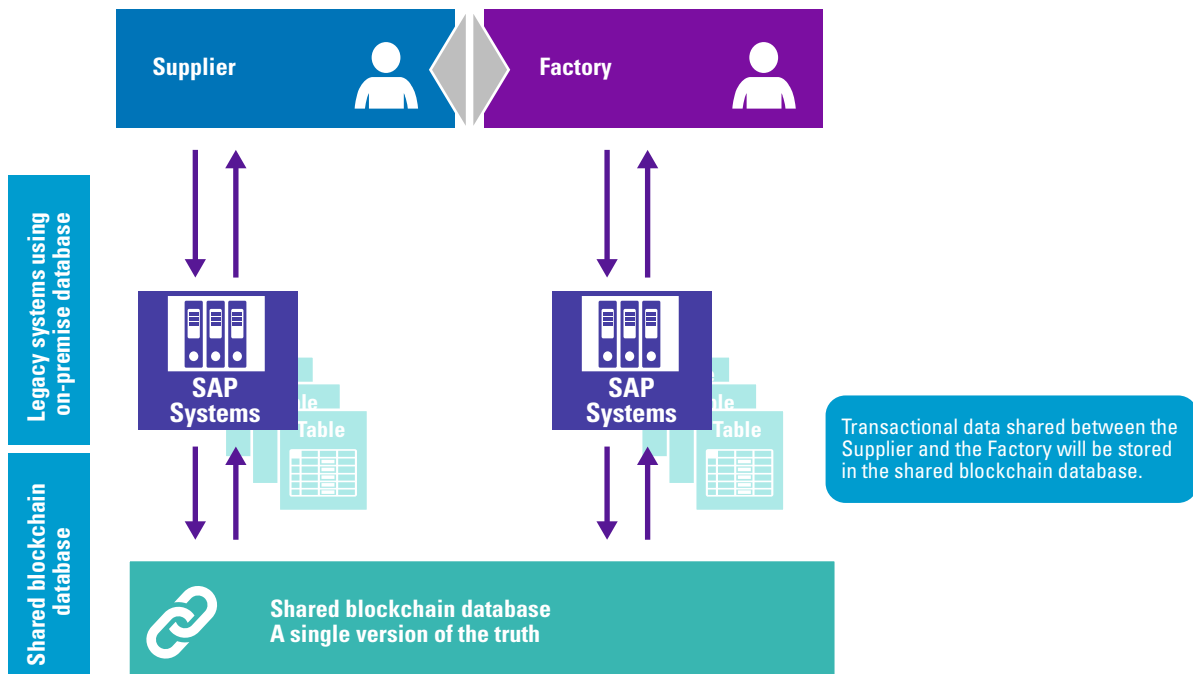 Supplier
Factory
Legacy systems using
on-premise database
SAP
Systems
ble
Table
SAP
Systems
ble
Table
Transactional data shared between the
Supplier and the Factory will be stored
in the shared blockchain database.
Shared blockchain
database
Shared blockchain database
A single version of the truth